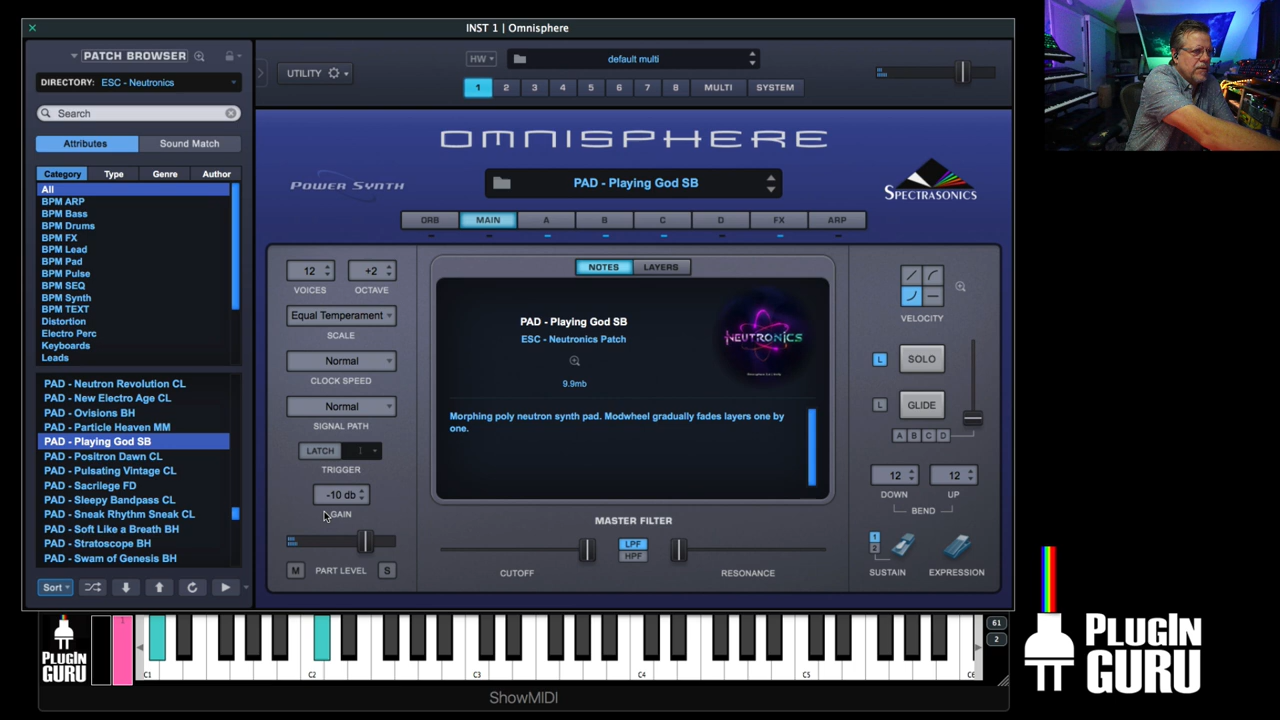 INST 1 | Omnisphere
PATCH BROWSER
DIRECTORY: ESC - Neutronics
Search
Attributes
Sound Match
Category
Type
Genre
Author
All
BPM ARP
BPM Bass
BPM Drums
BPM FX
BPM Lead
BPM Pad
BPM Pulse
BPM SEQ
BPM Synth
BPM TEXT
Distortion
Electro Perc
Keyboards
Leads
PAD - Neutron Revolution CL
PAD - New Electro Age CL
PAD - Ovisions BH
PAD - Particle Heaven MM
PAD - Playing God SB
PAD - Positron Dawn CL
PAD - Pulsating Vintage CL
PAD - Sacrilege FD
PAD - Sleepy Bandpass CL
PAD - Sneak Rhythm Sneak CL
PAD - Soft Like a Breath BH
PAD - Stratoscope BH
PAD - Swam of Genesis BH
Sort
UTILITY
HW
default multi
1 2 3 4 5 6 7 8 MULTI SYSTEM
OMNISPHERE
POWER SYNTH
PAD - Playing God SB
SPECTRASONICS
ORB MAIN A B C D FX ARP
12
+2
VOICES
OCTAVE
Equal Temperament
SCALE
Normal
CLOCK SPEED
Normal
SIGNAL PATH
LATCH
TRIGGER
-10 db
GAIN
M
PART LEVEL
S
NOTES
LAYERS
PAD - Playing God SB
ESC - Neutronics Patch
9.9mb
NEUTRONICS
Morphing poly neutron synth pad. Modwheel gradually fades layers one by
one.
MASTER FILTER
LPF
HPF
CUTOFF
RESONANCE
VELOCITY
L
SOLO
L
GLIDE
A B C D
12
12
DOWN
UP
BEND
1
2
SUSTAIN
EXPRESSION
PLUGIN
GURU
1
C1
C2
C3
C4
C5
C6
61
2
ShowMIDI
PLUGIN
GURU